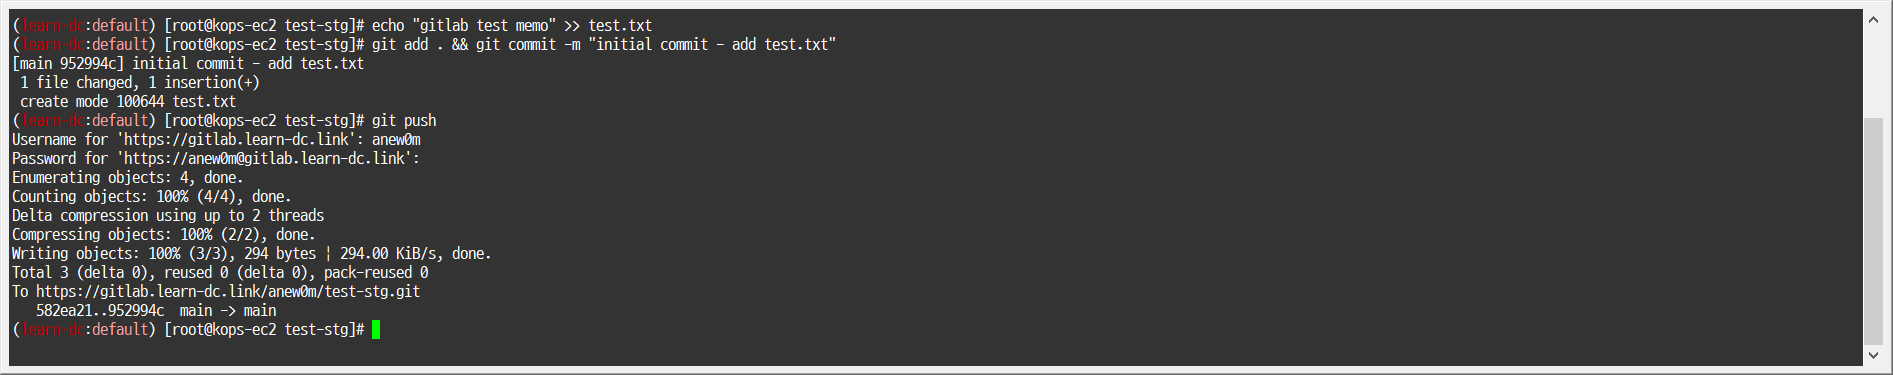 (learn-dc:default) [root@kops-ec2 test-stg]# echo "gitlab test memo" >> test.txt
(learn-dc:default) [root@kops-ec2 test-stg]# git add . && git commit -m "initial commit - add test.txt"
[main 952994c] initial commit - add test.txt
 1 file changed, 1 insertion(+)
 create mode 100644 test.txt
(learn-dc:default) [root@kops-ec2 test-stg]# git push
Username for 'https://gitlab.learn-dc.link': anew0m
Password for 'https://anew0m@gitlab.learn-dc.link':
Enumerating objects: 4, done.
Counting objects: 100% (4/4), done.
Delta compression using up to 2 threads
Compressing objects: 100% (2/2), done.
Writing objects: 100% (3/3), 294 bytes | 294.00 KiB/s, done.
Total 3 (delta 0), reused 0 (delta 0), pack-reused 0
To https://gitlab.learn-dc.link/anew0m/test-stg.git
   582ea21..952994c  main -> main
(learn-dc:default) [root@kops-ec2 test-stg]#